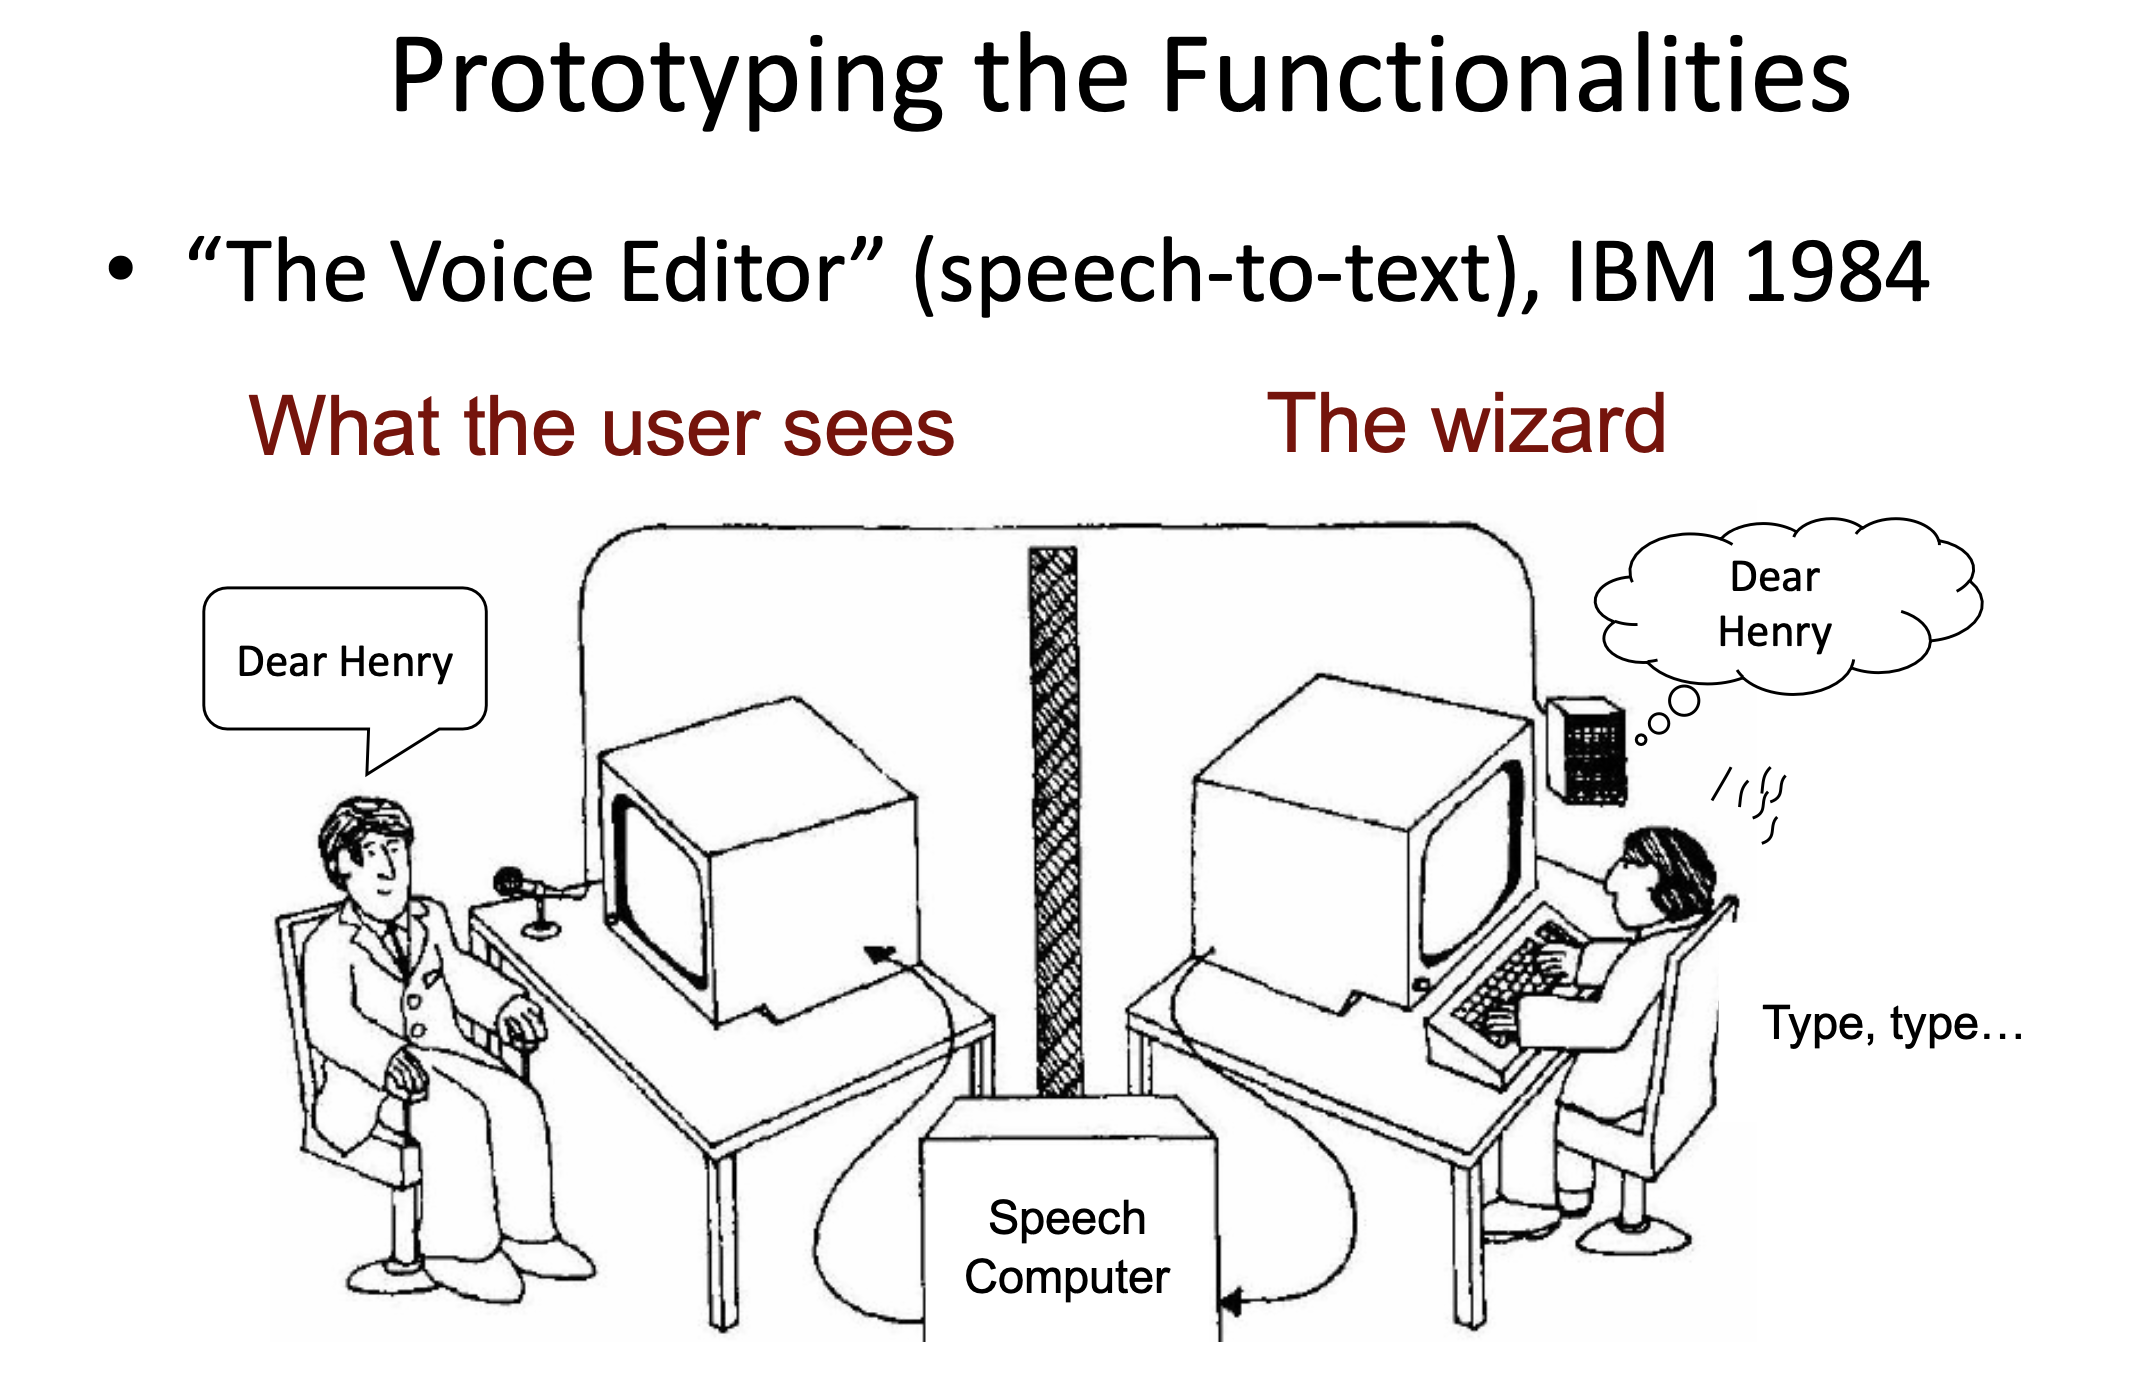 Prototyping the Functionalities
• “The Voice Editor” (speech-to-text), IBM 1984
What the user sees
The wizard
Dear Henry
Dear
Henry
Type, type…
Speech
Computer